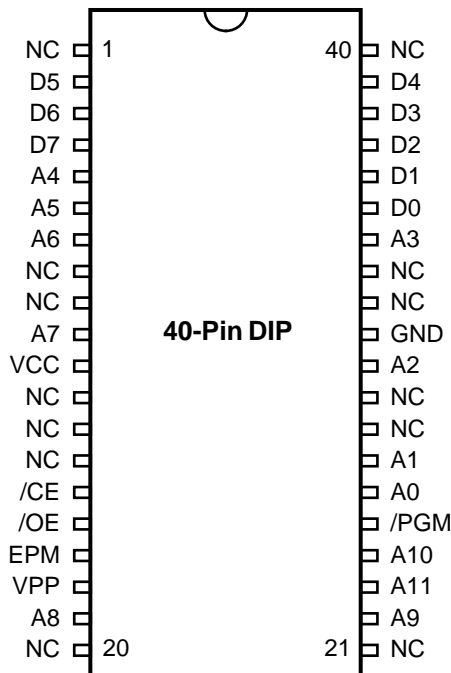 NC 1 40 NC
D5 D4
D6 D3
D7 D2
A4 D1
A5 D0
A6 A3
NC NC
NC NC
A7 40-Pin DIP GND
VCC A2
NC NC
NC NC
NC A1
/CE A0
/OE /PGM
EPM A10
VPP A11
A8 A9
NC 20 21 NC